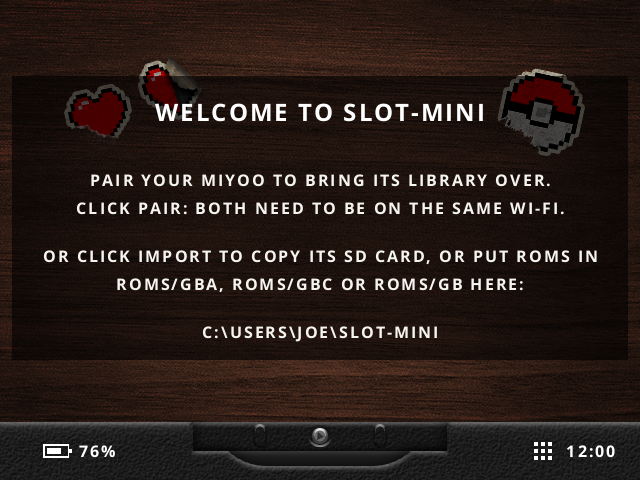 WELCOME TO SLOT-MINI
PAIR YOUR MIYOO TO BRING ITS LIBRARY OVER.
CLICK PAIR: BOTH NEED TO BE ON THE SAME WI-FI.
OR CLICK IMPORT TO COPY ITS SD CARD, OR PUT ROMS IN
ROMS/GBA, ROMS/GBC OR ROMS/GB HERE:
C:\USERS\JOE\SLOT-MINI
76%
12:00